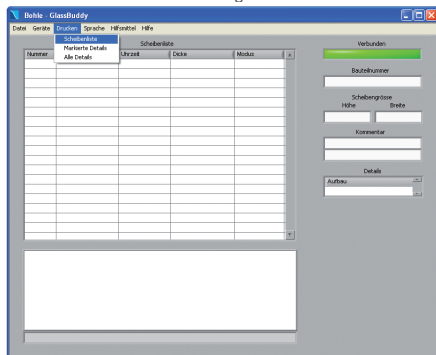 Bohle - GlassBuddy
Datei Geräte Drucken Sprache Hilfsmittel Hilfe
Scheibenliste
Markierte Details
Alle Details
Scheibenliste
Nummer Uhrzeit Dicke Modus
Verbunden
Bauteilnummer
Scheibengrösse
Höhe Breite
Kommentar
Details
Aufbau